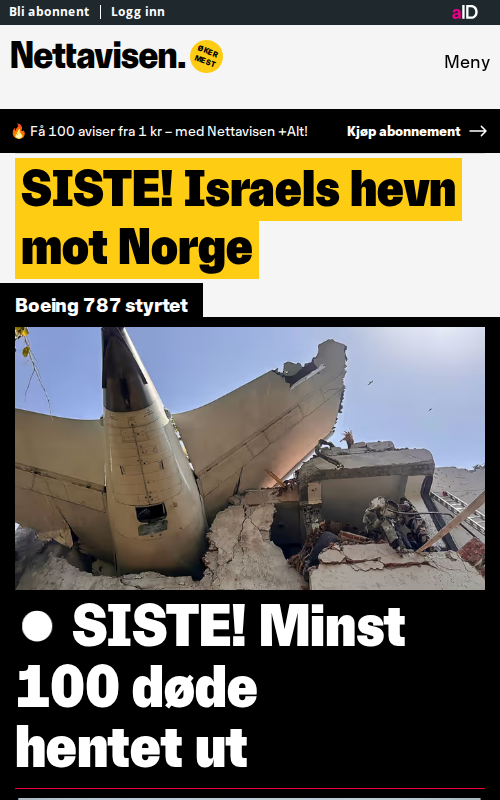 Bli abonnent | Logg inn aID
Nettavisen. ØKER MEST
Meny
🔥 Få 100 aviser fra 1 kr – med Nettavisen +Alt! Kjøp abonnement →
SISTE! Israels hevn
mot Norge
Boeing 787 styrtet
SISTE! Minst
100 døde
hentet ut